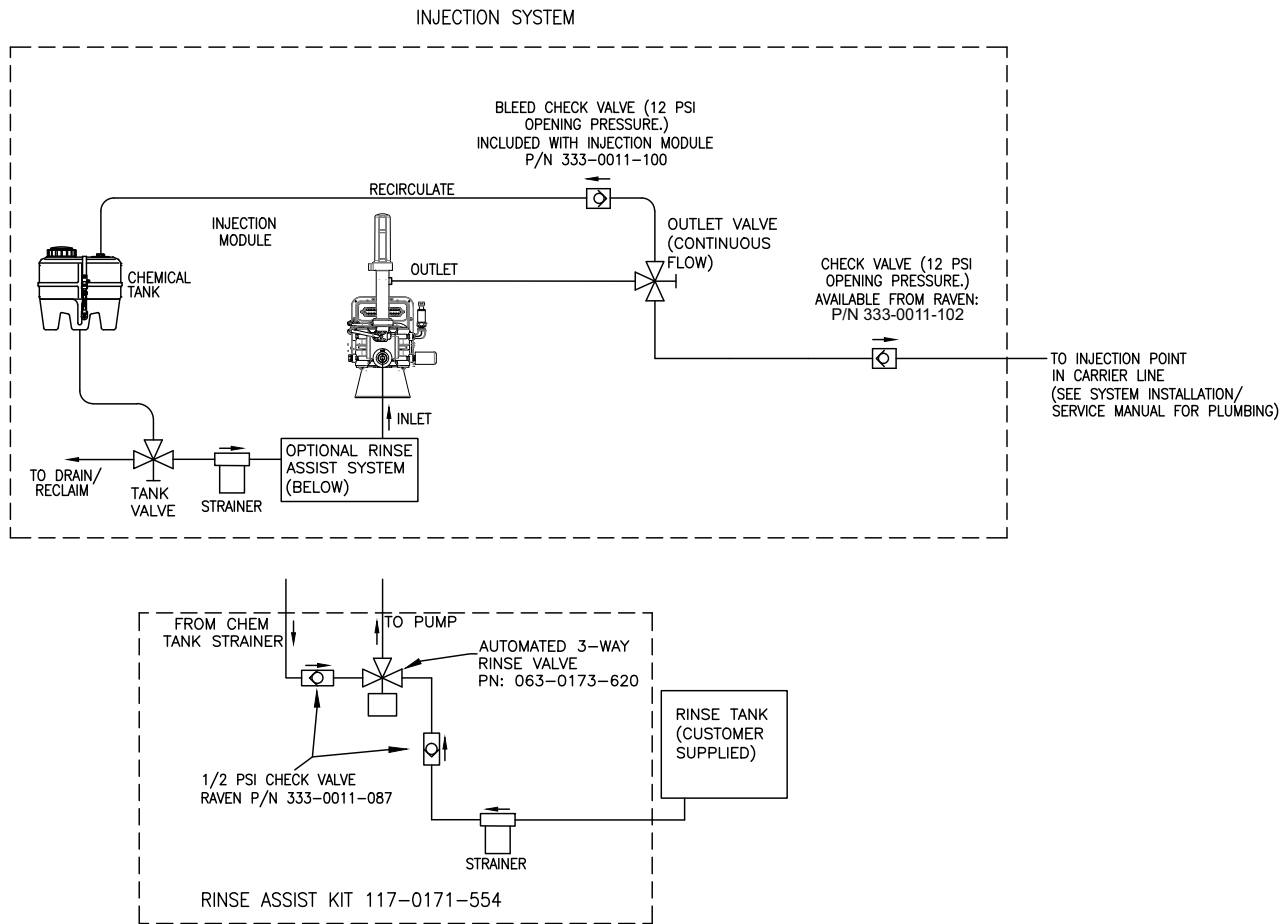 INJECTION SYSTEM
BLEED CHECK VALVE (12 PSI
OPENING PRESSURE.)
INCLUDED WITH INJECTION MODULE
P/N 333-0011-100
RECIRCULATE
INJECTION
MODULE
OUTLET VALVE
(CONTINUOUS
FLOW)
CHEMICAL
TANK
OUTLET
CHECK VALVE (12 PSI
OPENING PRESSURE.)
AVAILABLE FROM RAVEN:
P/N 333-0011-102
TO INJECTION POINT
IN CARRIER LINE
(SEE SYSTEM INSTALLATION/
SERVICE MANUAL FOR PLUMBING)
INLET
OPTIONAL RINSE
ASSIST SYSTEM
(BELOW)
TO DRAIN/
RECLAIM
TANK
VALVE
STRAINER
FROM CHEM
TANK STRAINER
TO PUMP
AUTOMATED 3-WAY
RINSE VALVE
PN: 063-0173-620
RINSE TANK
(CUSTOMER
SUPPLIED)
1/2 PSI CHECK VALVE
RAVEN P/N 333-0011-087
STRAINER
RINSE ASSIST KIT 117-0171-554